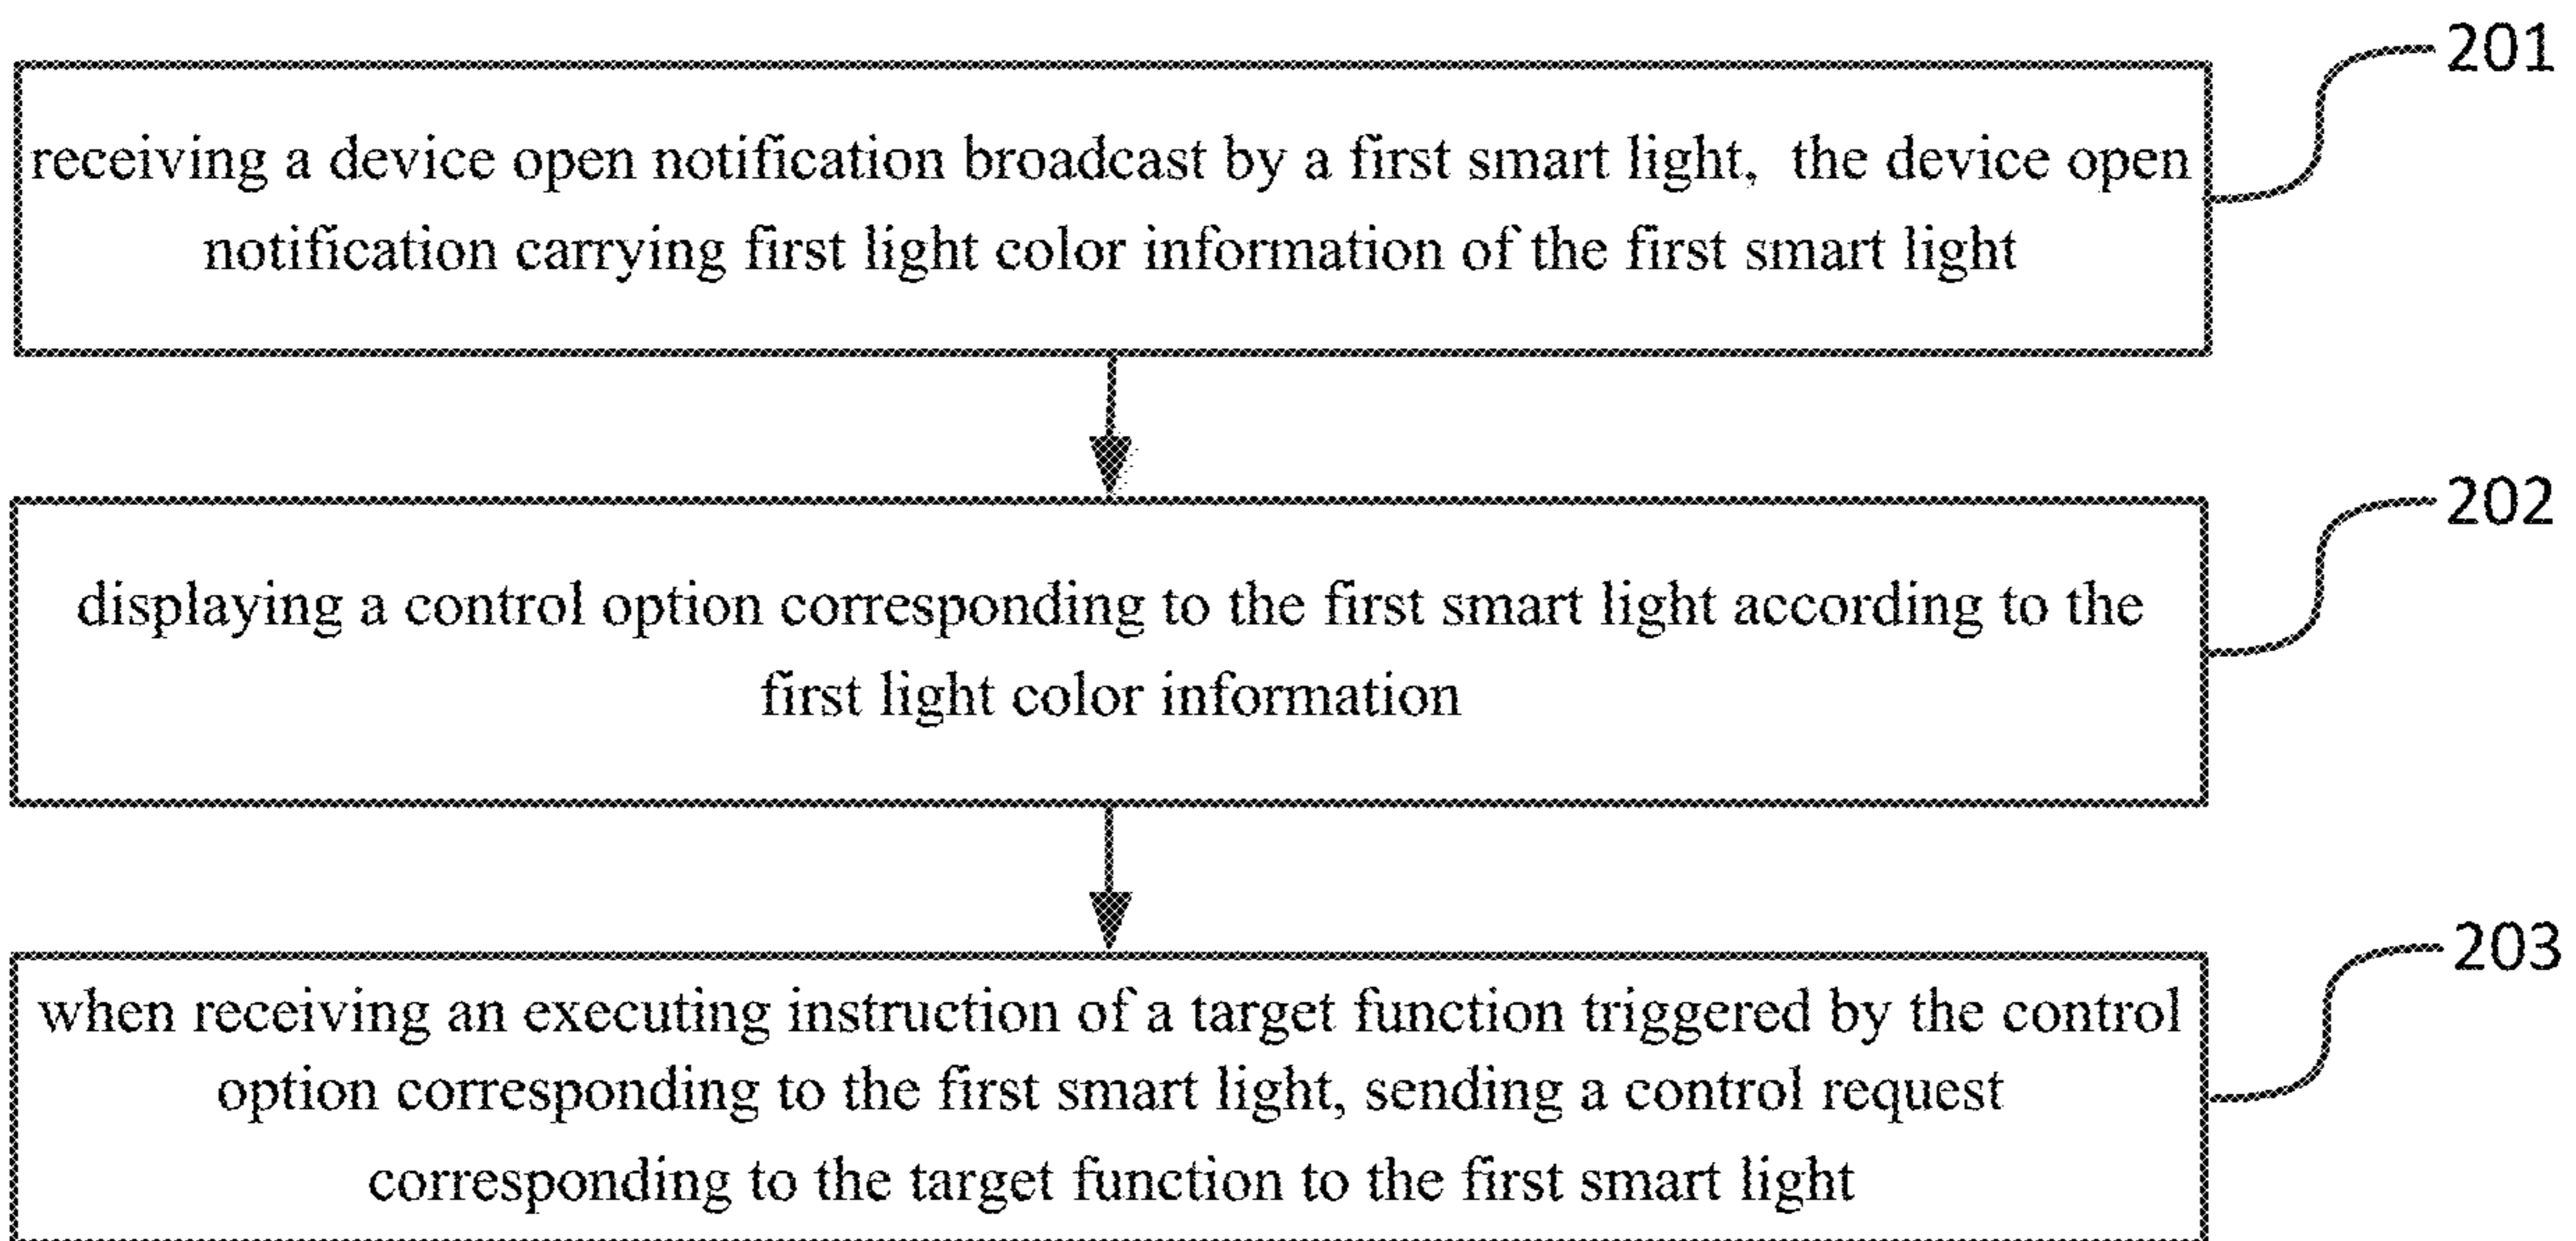 201
receiving a device open notification broadcast by a first smart light, the device open
notification carrying first light color information of the first smart light
202
displaying a control option corresponding to the first smart light according to the
first light color information
203
when receiving an executing instruction of a target function triggered by the control
option corresponding to the first smart light, sending a control request
corresponding to the target function to the first smart light